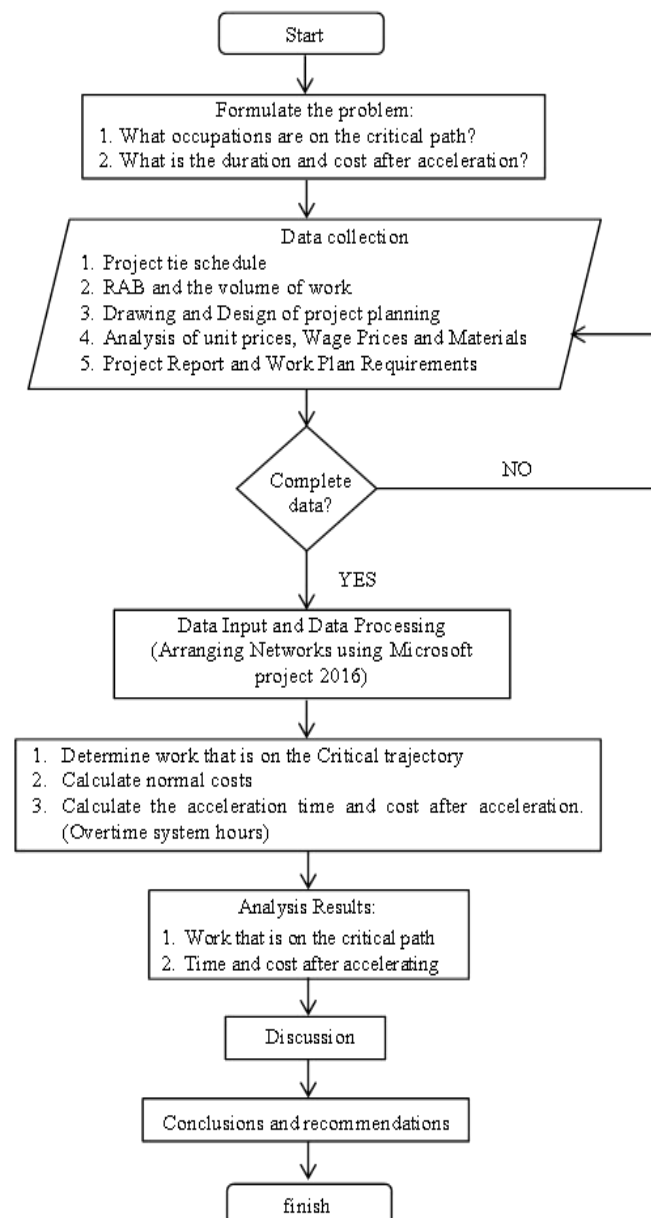 Start
Formulate the problem:
1. What occupations are on the critical path?
2. What is the duration and cost after acceleration?
Data collection
1. Project tie schedule
2. RAB and the volume of work
3. Drawing and Design of project planning
4. Analysis of unit prices, Wage Prices and Materials
5. Project Report and Work Plan Requirements
Complete
data?
NO
YES
Data Input and Data Processing
(Arranging Networks using Microsoft
project 2016)
1. Determine work that is on the Critical trajectory
2. Calculate normal costs
3. Calculate the acceleration time and cost after acceleration.
(Overtime system hours)
Analysis Results:
1. Work that is on the critical path
2. Time and cost after accelerating
Discussion
Conclusions and recommendations
finish